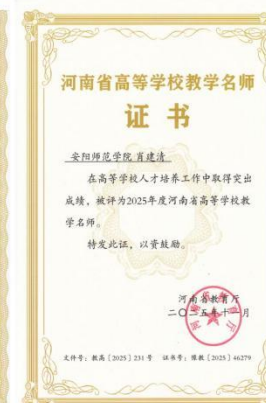 河南省高等学校教学名师
证书
安阳师范学院 肖建清
在高等学校人才培养工作中取得突出
成绩，被评为2025年度河南省高等学校教
学名师。
特发此证，以资鼓励。
河南省教育厅
二〇二五年十一月
文件号：教高〔2025〕231号 证书号：豫教〔2025〕46279